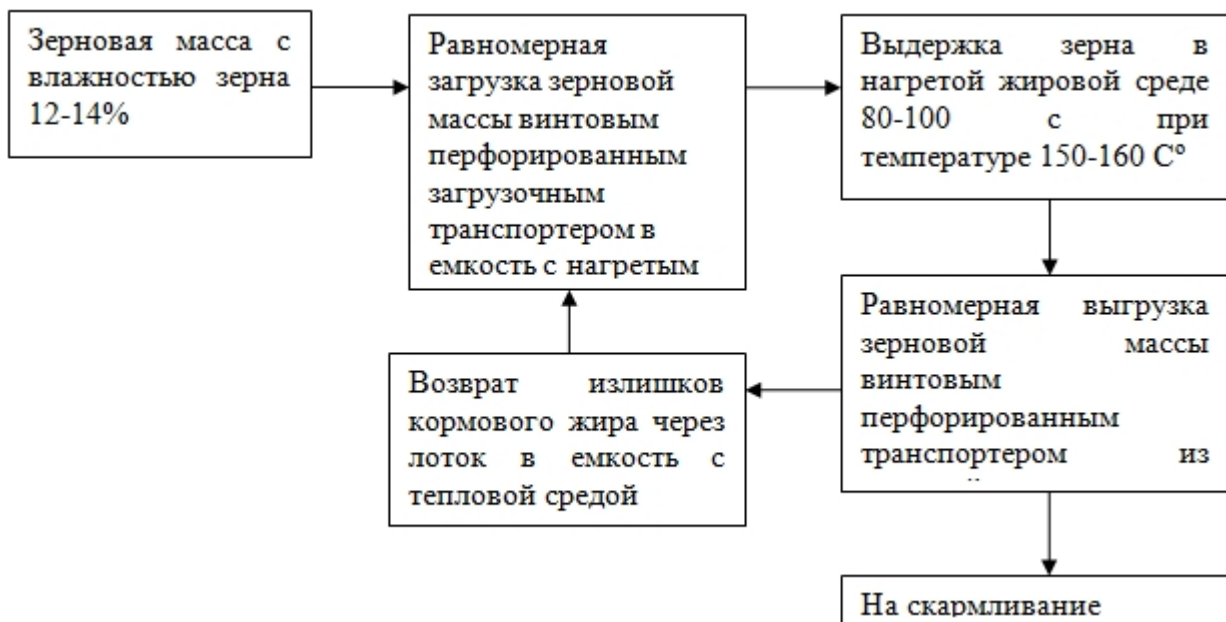 Зерновая масса с
влажностью зерна
12-14%
Равномерная
загрузка зерновой
массы винтовым
перфорированным
загрузочным
транспортером в
емкость с нагретым
Выдержка зерна в
нагретой жировой среде
80-100 с при
температуре 150-160 С°
Равномерная выгрузка
зерновой массы
винтовым
перфорированным
транспортером из
Возврат излишков
кормового жира через
лоток в емкость с
тепловой средой
На скармливание